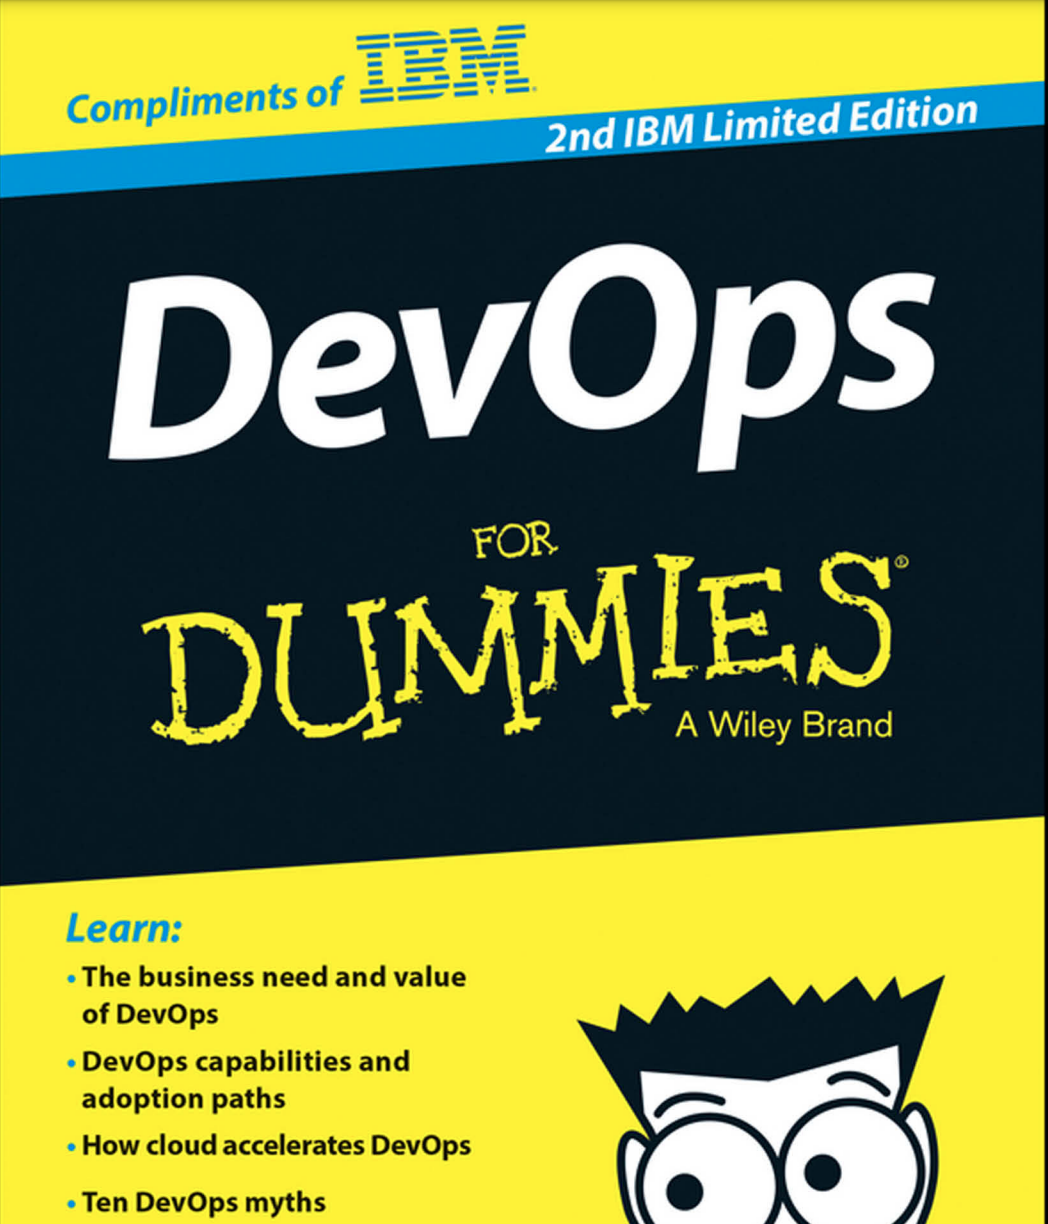 Compliments of IBM
2nd IBM Limited Edition
DevOps
FOR
DUMMIES®
A Wiley Brand
Learn:
• The business need and value
of DevOps
• DevOps capabilities and
adoption paths
• How cloud accelerates DevOps
• Ten DevOps myths